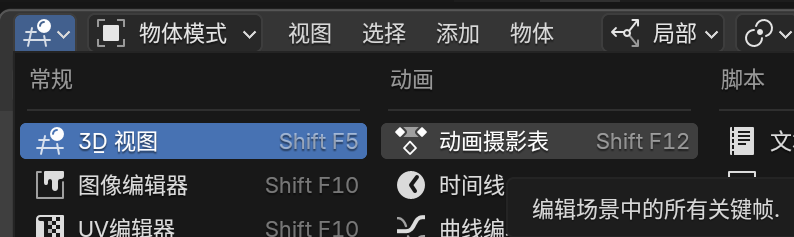 物体模式 视图 选择 添加 物体 局部
常规 动画 脚本
3D 视图 Shift F5 动画摄影表 Shift F12
图像编辑器 Shift F10 时间线
编辑场景中的所有关键帧.
UV编辑器 Shift F10 曲线编